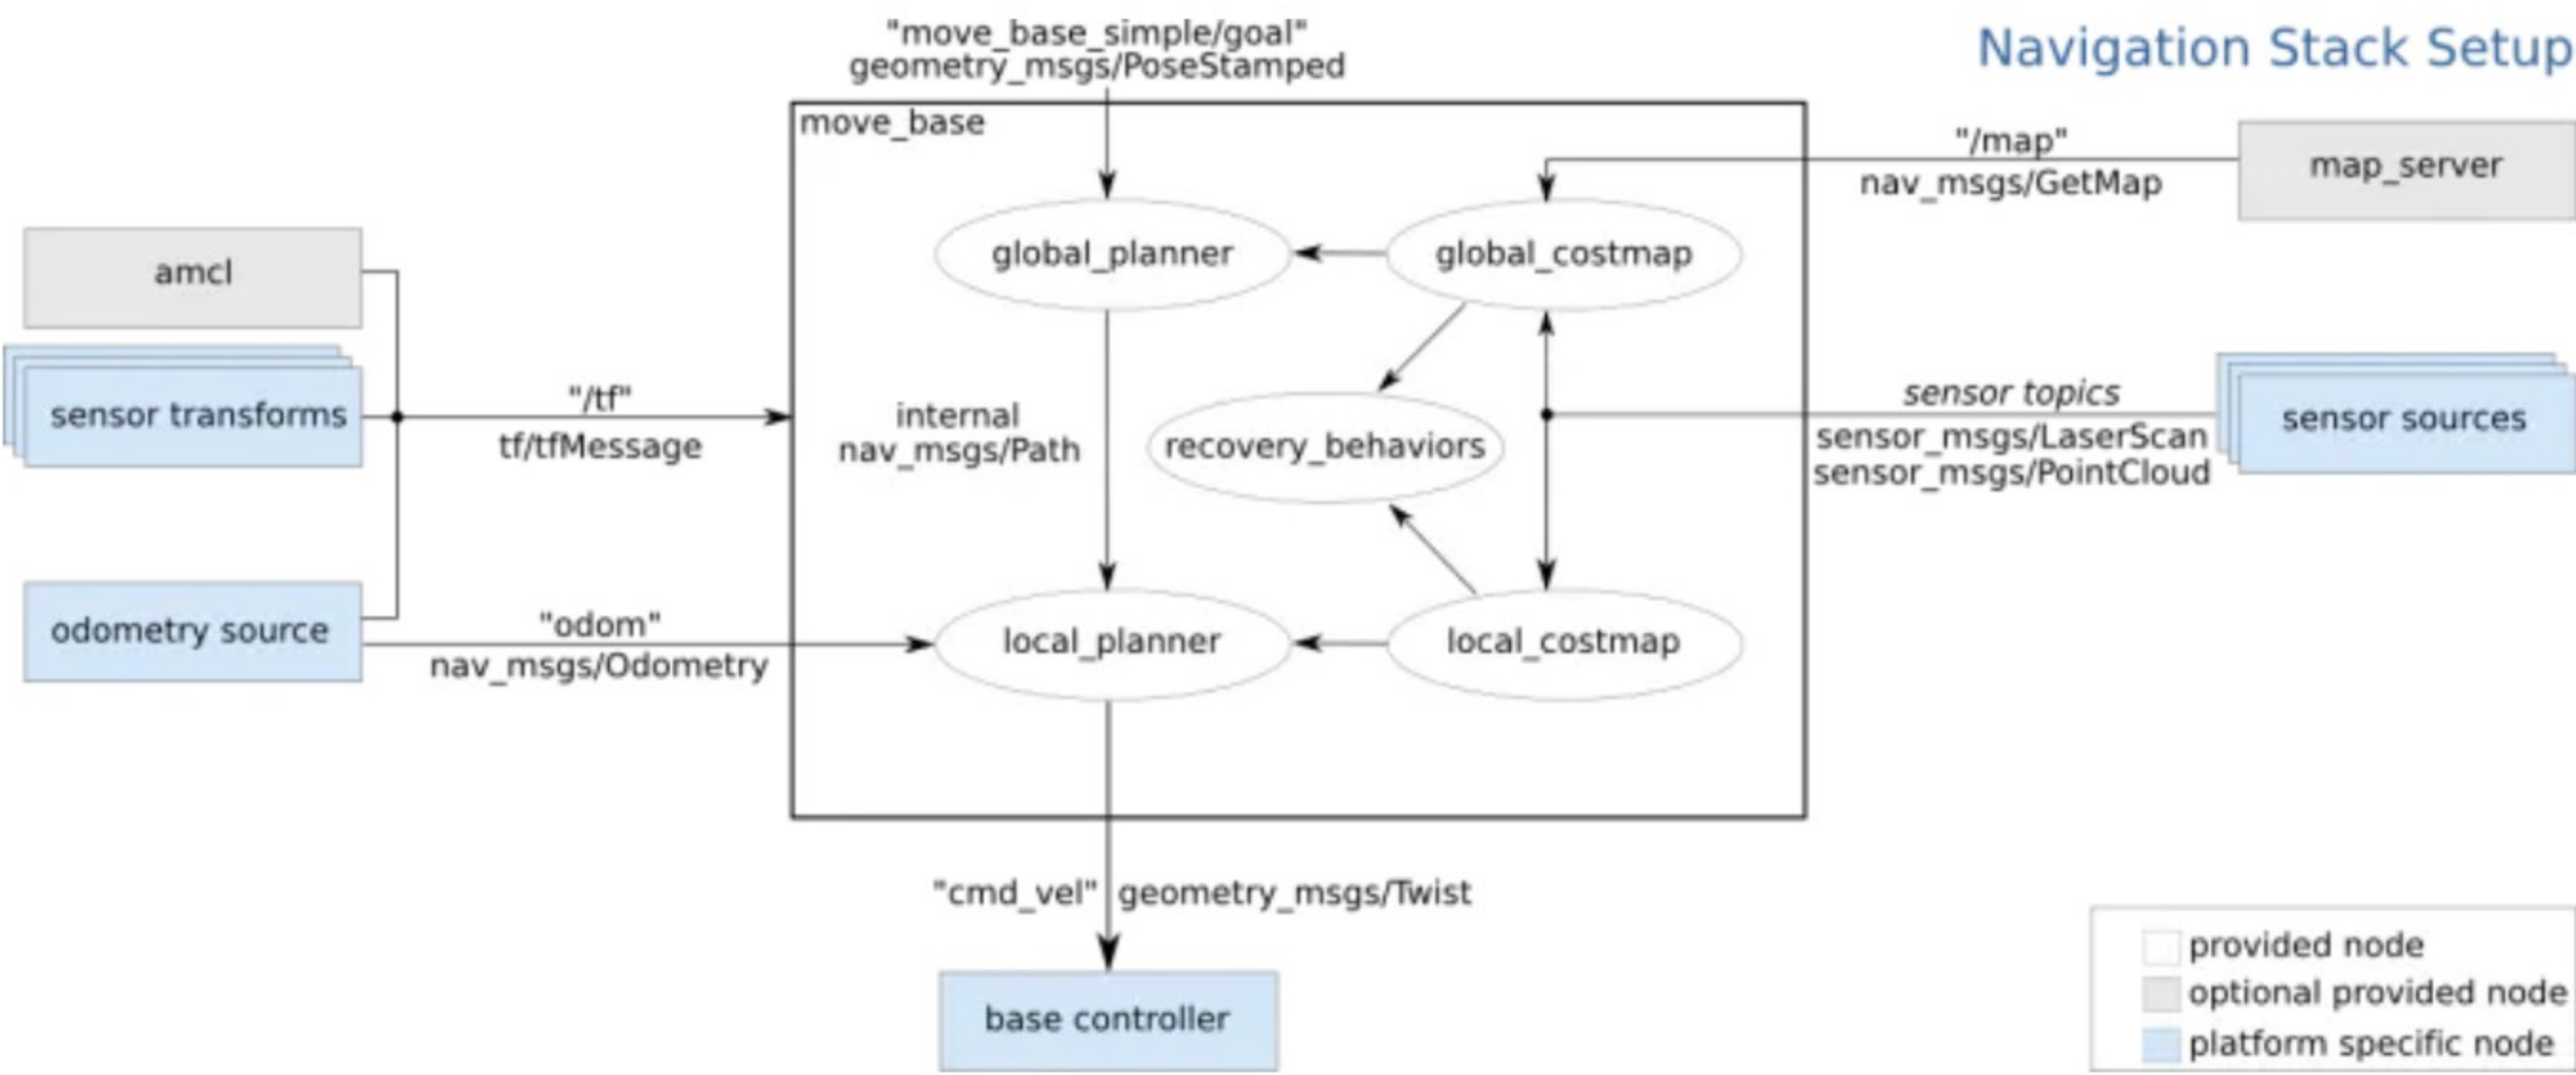 "move_base_simple/goal"
geometry_msgs/PoseStamped
Navigation Stack Setup
move_base
"/map"
nav_msgs/GetMap
map_server
global_planner
global_costmap
amcl
sensor transforms
"/tf"
tf/tfMessage
internal
nav_msgs/Path
recovery_behaviors
sensor topics
sensor_msgs/LaserScan
sensor_msgs/PointCloud
sensor sources
odometry source
"odom"
nav_msgs/Odometry
local_planner
local_costmap
"cmd_vel" geometry_msgs/Twist
base controller
provided node
optional provided node
platform specific node